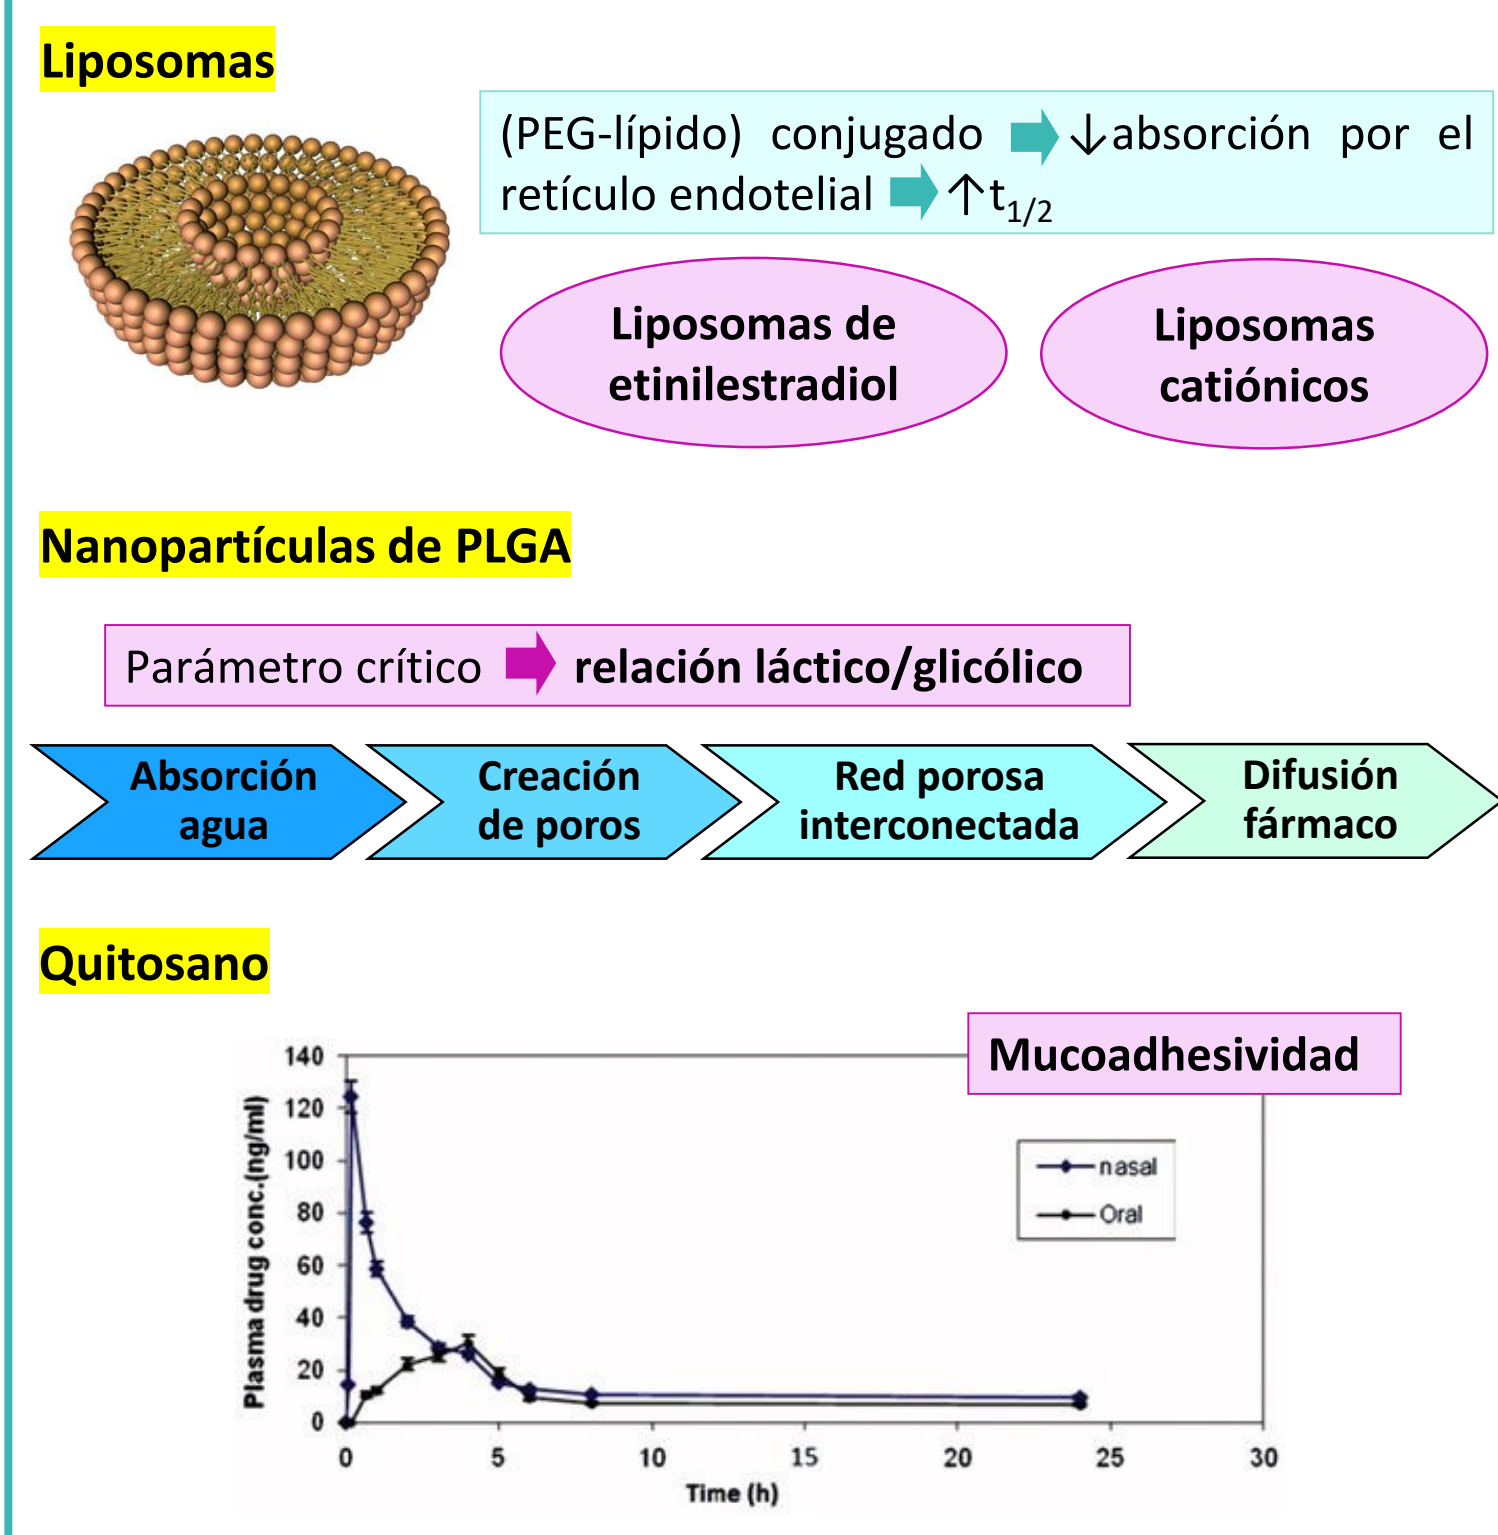 Liposomas
(PEG-lípido) conjugado ➡ ↓absorción por el
retículo endotelial ➡ ↑t1/2
Liposomas de
etinilestradiol
Liposomas
catiónicos
Nanopartículas de PLGA
Parámetro crítico ➡ relación láctico/glicólico
Absorción
agua
Creación
de poros
Red porosa
interconectada
Difusión
fármaco
Quitosano
Mucoadhesividad
140
120
100
80
60
40
20
0
Plasma drug conc.(ng/ml)
nasal
Oral
0 5 10 15 20 25 30
Time (h)